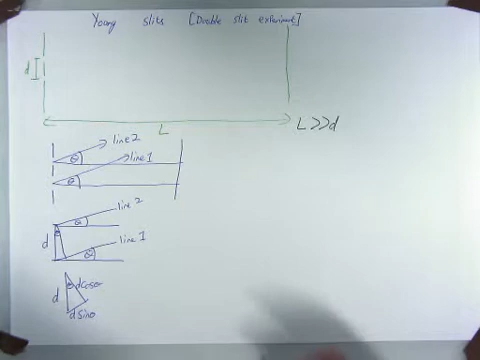 Young slits [Double slit experiment]
d
L
L>>d
line 2
θ
line 1
θ
line 2
θ
d
θ
line 1
θ
θ
dcosθ
d
dsinθ